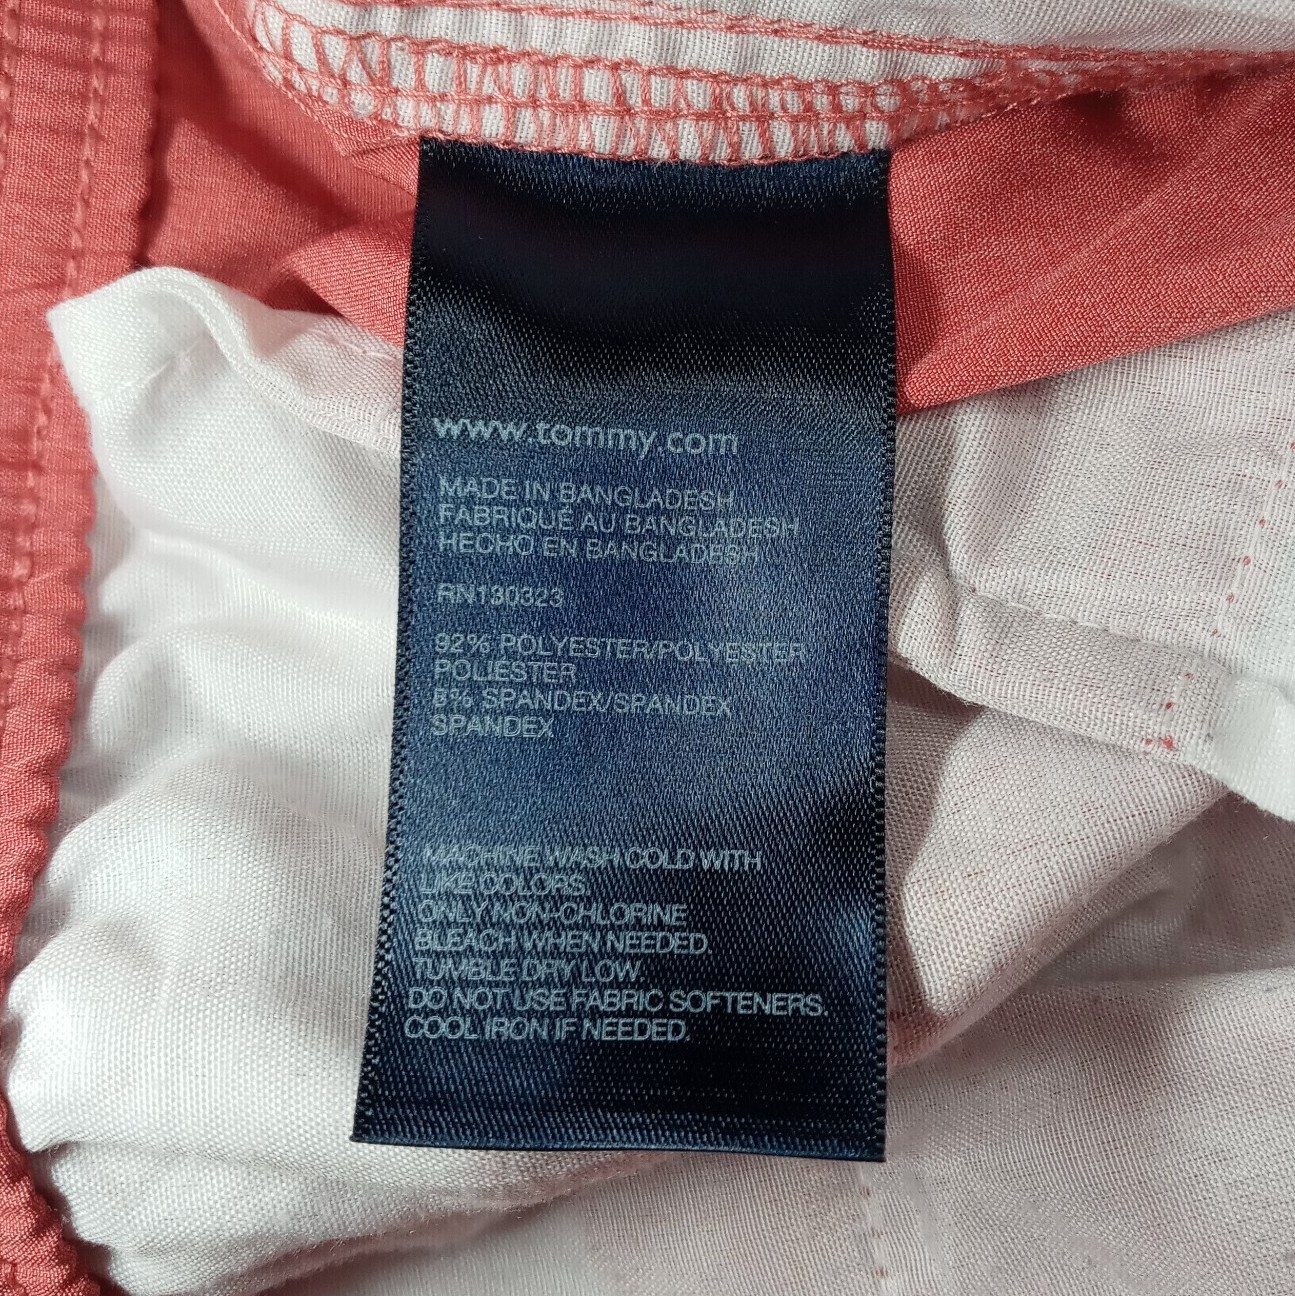 www.tommy.com
MADE IN BANGLADESH
FABRIQUÉ AU BANGLADESH
HECHO EN BANGLADESH
RN130323
92% POLYESTER/POLYESTER
POLIESTER
8% SPANDEX/SPANDEX
SPANDEX
MACHINE WASH COLD WITH
LIKE COLORS.
ONLY NON-CHLORINE
BLEACH WHEN NEEDED.
TUMBLE DRY LOW.
DO NOT USE FABRIC SOFTENERS.
COOL IRON IF NEEDED.